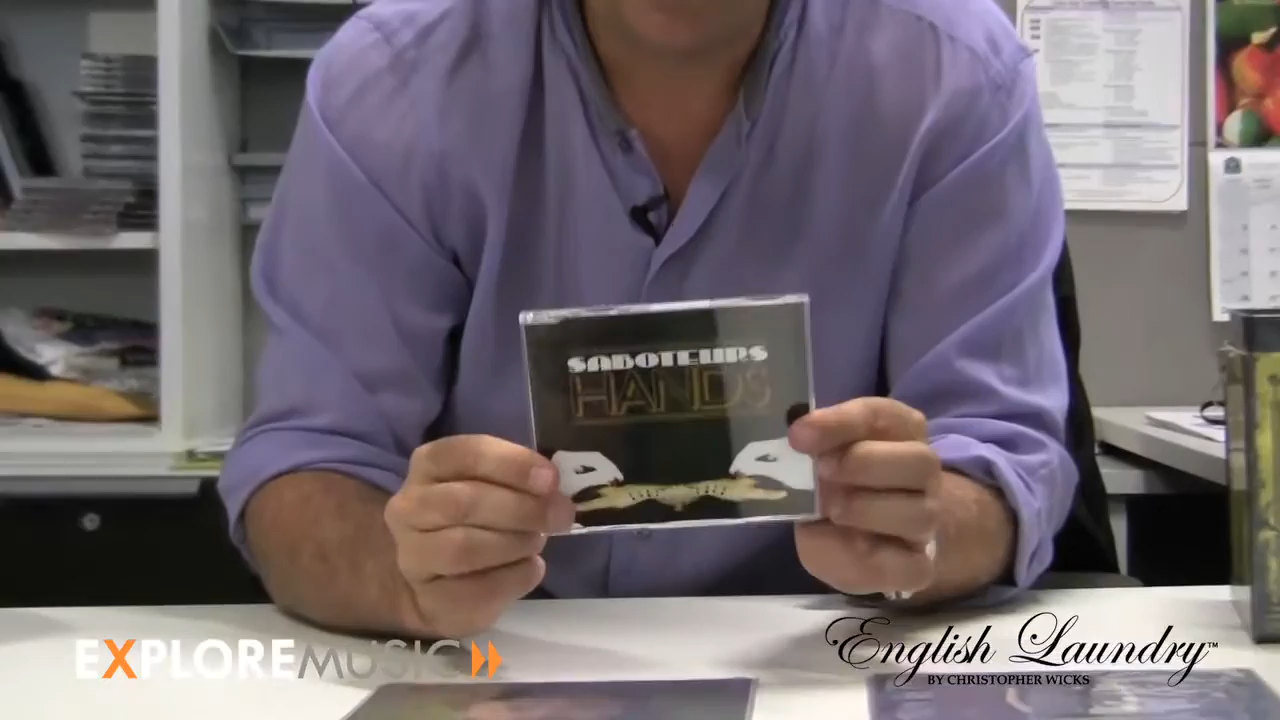 SABOTEURS
HANDS
EXPLOREMUSIC
English Laundry™
BY CHRISTOPHER WICKS